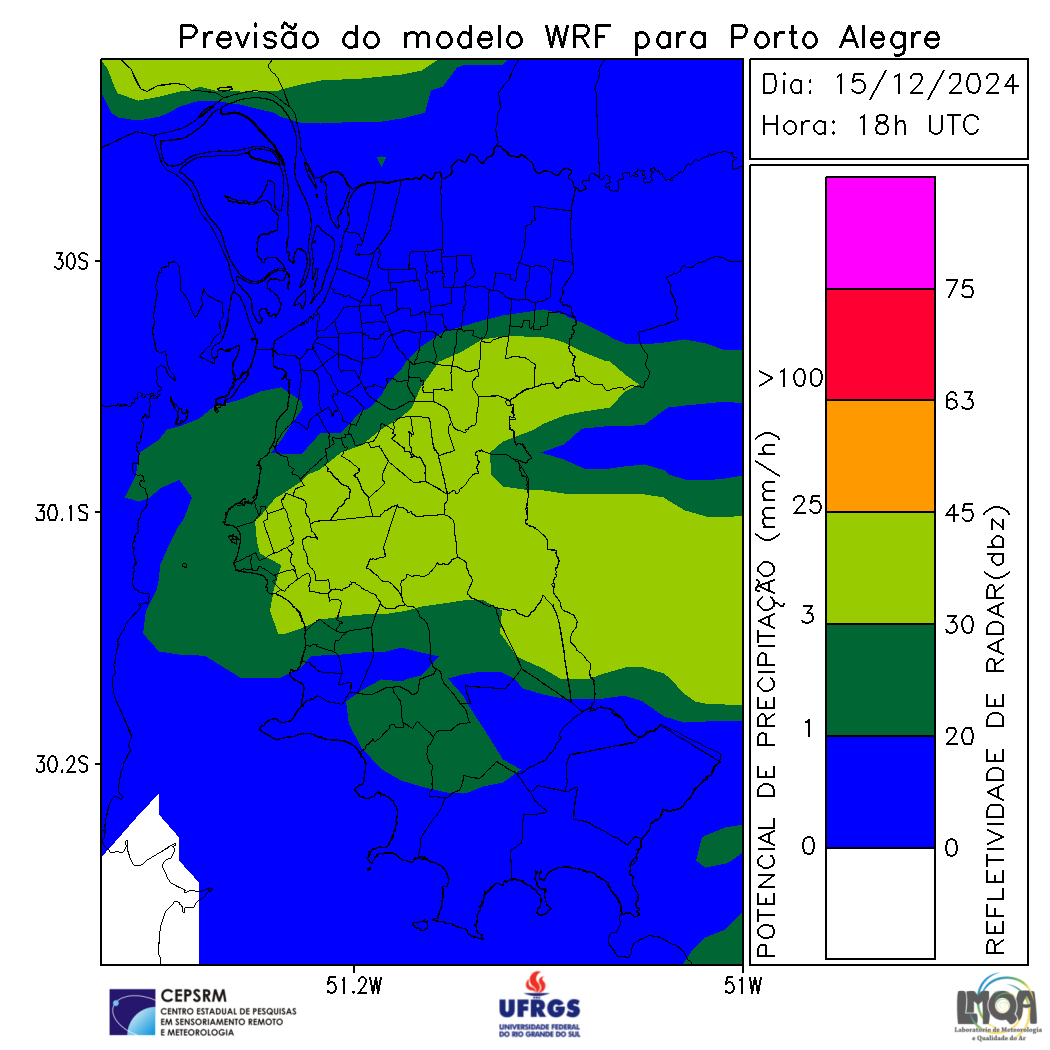 Previsão do modelo WRF para Porto Alegre
Dia: 15/12/2024
Hora: 18h UTC
30S
30.1S
30.2S
51.2W
51W
POTENCIAL DE PRECIPITAÇÃO (mm/h)
>100
25
3
1
0
75
63
45
30
20
0
REFLETIVIDADE DE RADAR(dbz)
CEPSRM
CENTRO ESTADUAL DE PESQUISAS
EM SENSORIAMENTO REMOTO
E METEOROLOGIA
UFRGS
UNIVERSIDADE FEDERAL
DO RIO GRANDE DO SUL
LMQA
Laboratório de Meteorologia
e Qualidade do Ar